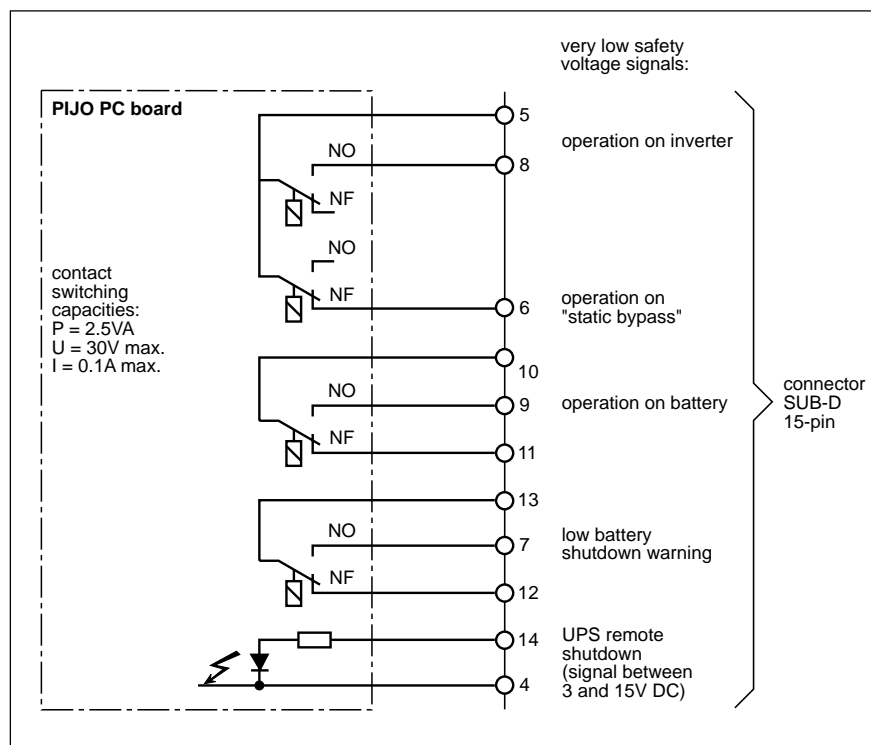 very low safety
voltage signals:
PIJO PC board
5
operation on inverter
NO
8
NF
NO
contact
switching
capacities:
P = 2.5VA
U = 30V max.
I = 0.1A max.
NF
6
operation on
"static bypass"
10
NO
9
operation on battery
NF
11
connector
SUB-D
15-pin
13
NO
7
low battery
shutdown warning
NF
12
14
UPS remote
shutdown
(signal between
3 and 15V DC)
4